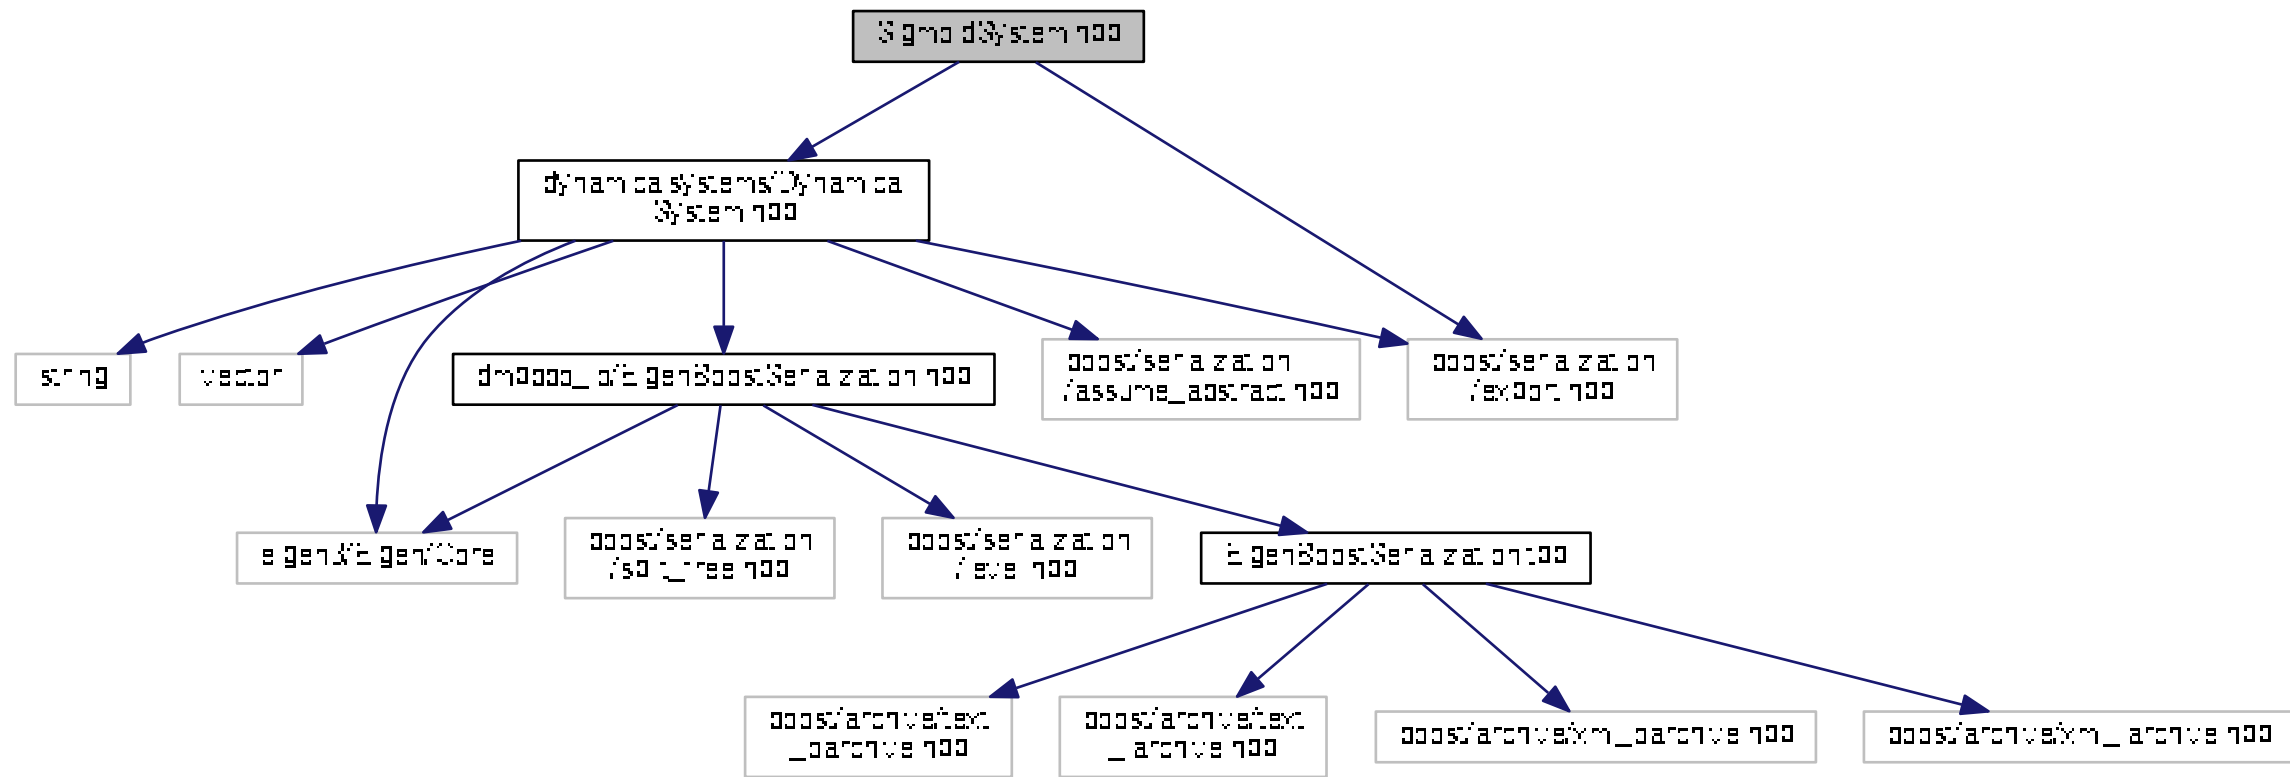 SigmoidSystem.hpp
dynamicalsystems/Dynamical
System.hpp
string
vector
dmpbbo_io/EigenBoostSerialization.hpp
boost/serialization
/assume_abstract.hpp
boost/serialization
/export.hpp
eigen3/Eigen/Core
boost/serialization
/split_free.hpp
boost/serialization
/level.hpp
EigenBoostSerialization.tpp
boost/archive/text
_oarchive.hpp
boost/archive/text
_iarchive.hpp
boost/archive/xml_oarchive.hpp
boost/archive/xml_iarchive.hpp